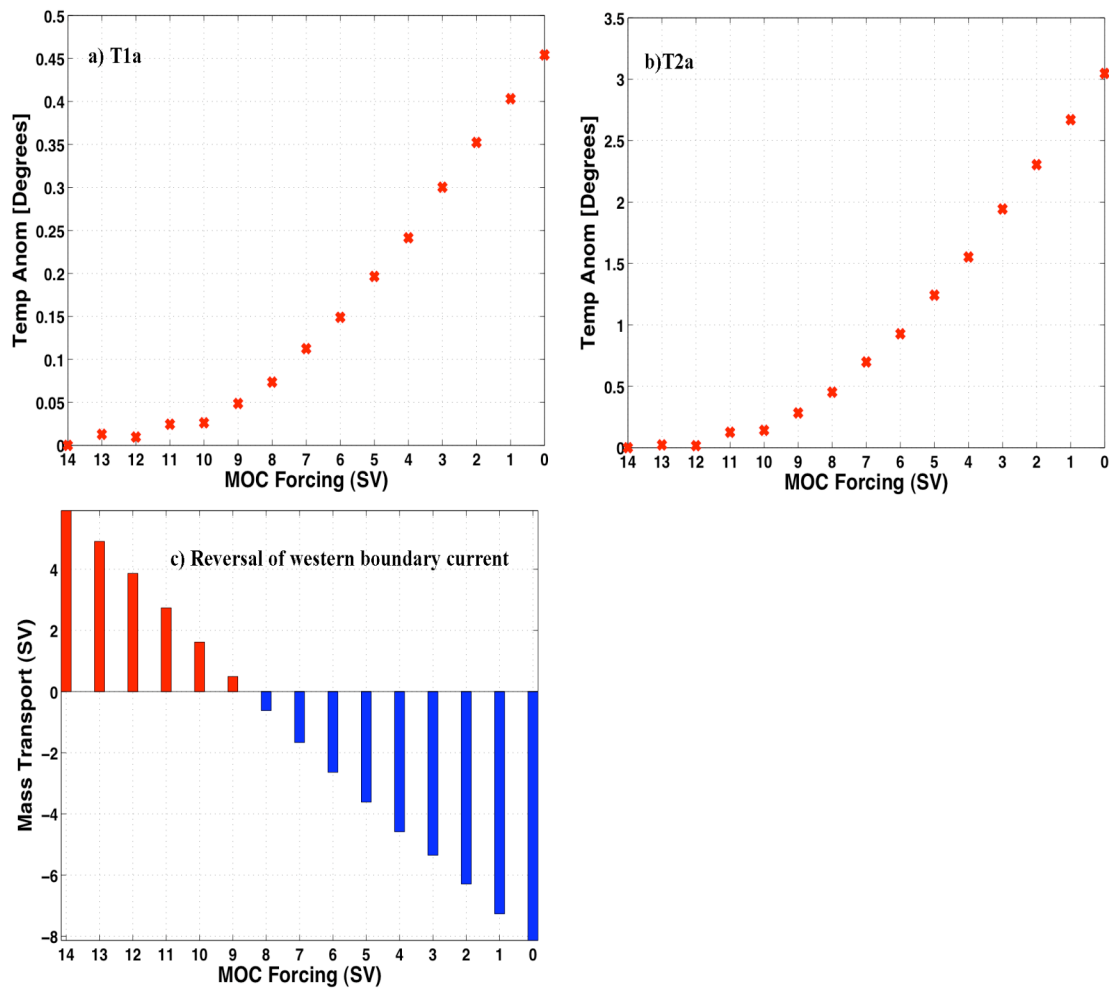 a) T1a
0.5
0.45
0.4
0.35
0.3
0.25
0.2
0.15
0.1
0.05
0
Temp Anom [Degrees]
14 13 12 11 10 9 8 7 6 5 4 3 2 1 0
MOC Forcing (SV)
b)T2a
3.5
3
2.5
2
1.5
1
0.5
0
Temp Anom [Degrees]
14 13 12 11 10 9 8 7 6 5 4 3 2 1 0
MOC Forcing (SV)
c) Reversal of western boundary current
4
2
0
−2
−4
−6
−8
Mass Transport (SV)
14 13 12 11 10 9 8 7 6 5 4 3 2 1 0
MOC Forcing (SV)